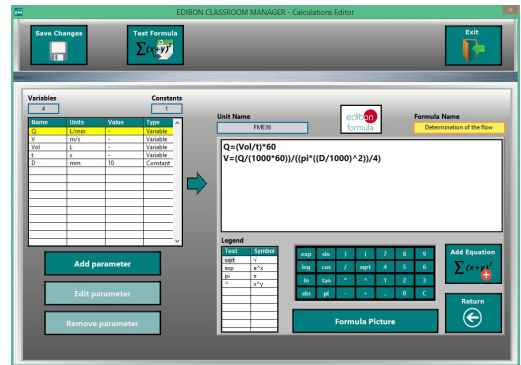 EDIBON CLASSROOM MANAGER - Calculations Editor
Save Changes
Test Formula
∑(x+y)²
Exit
Variables
Constants
4
1
Name Units Value Type
Q L/min - Variable
V m/s - Variable
Vol L - Variable
t s - Variable
D mm 10 Constant
Add parameter
Edit parameter
Remove parameter
Unit Name
FME36
edibon
formula
Formula Name
Determination of the flow
Q=(Vol/t)*60
V=(Q/(1000*60))/((pi*((D/1000)^2))/4)
Legend
Text Symbol
sqrt √
exp e^x
pi π
^ x^y
exp sin ) ( 7 8 9
log cos / sqrt 4 5 6
ln tan * ^ 1 2 3
abs pi - + . 0 C
Formula Picture
Add Equation
∑(x+y)²
Return